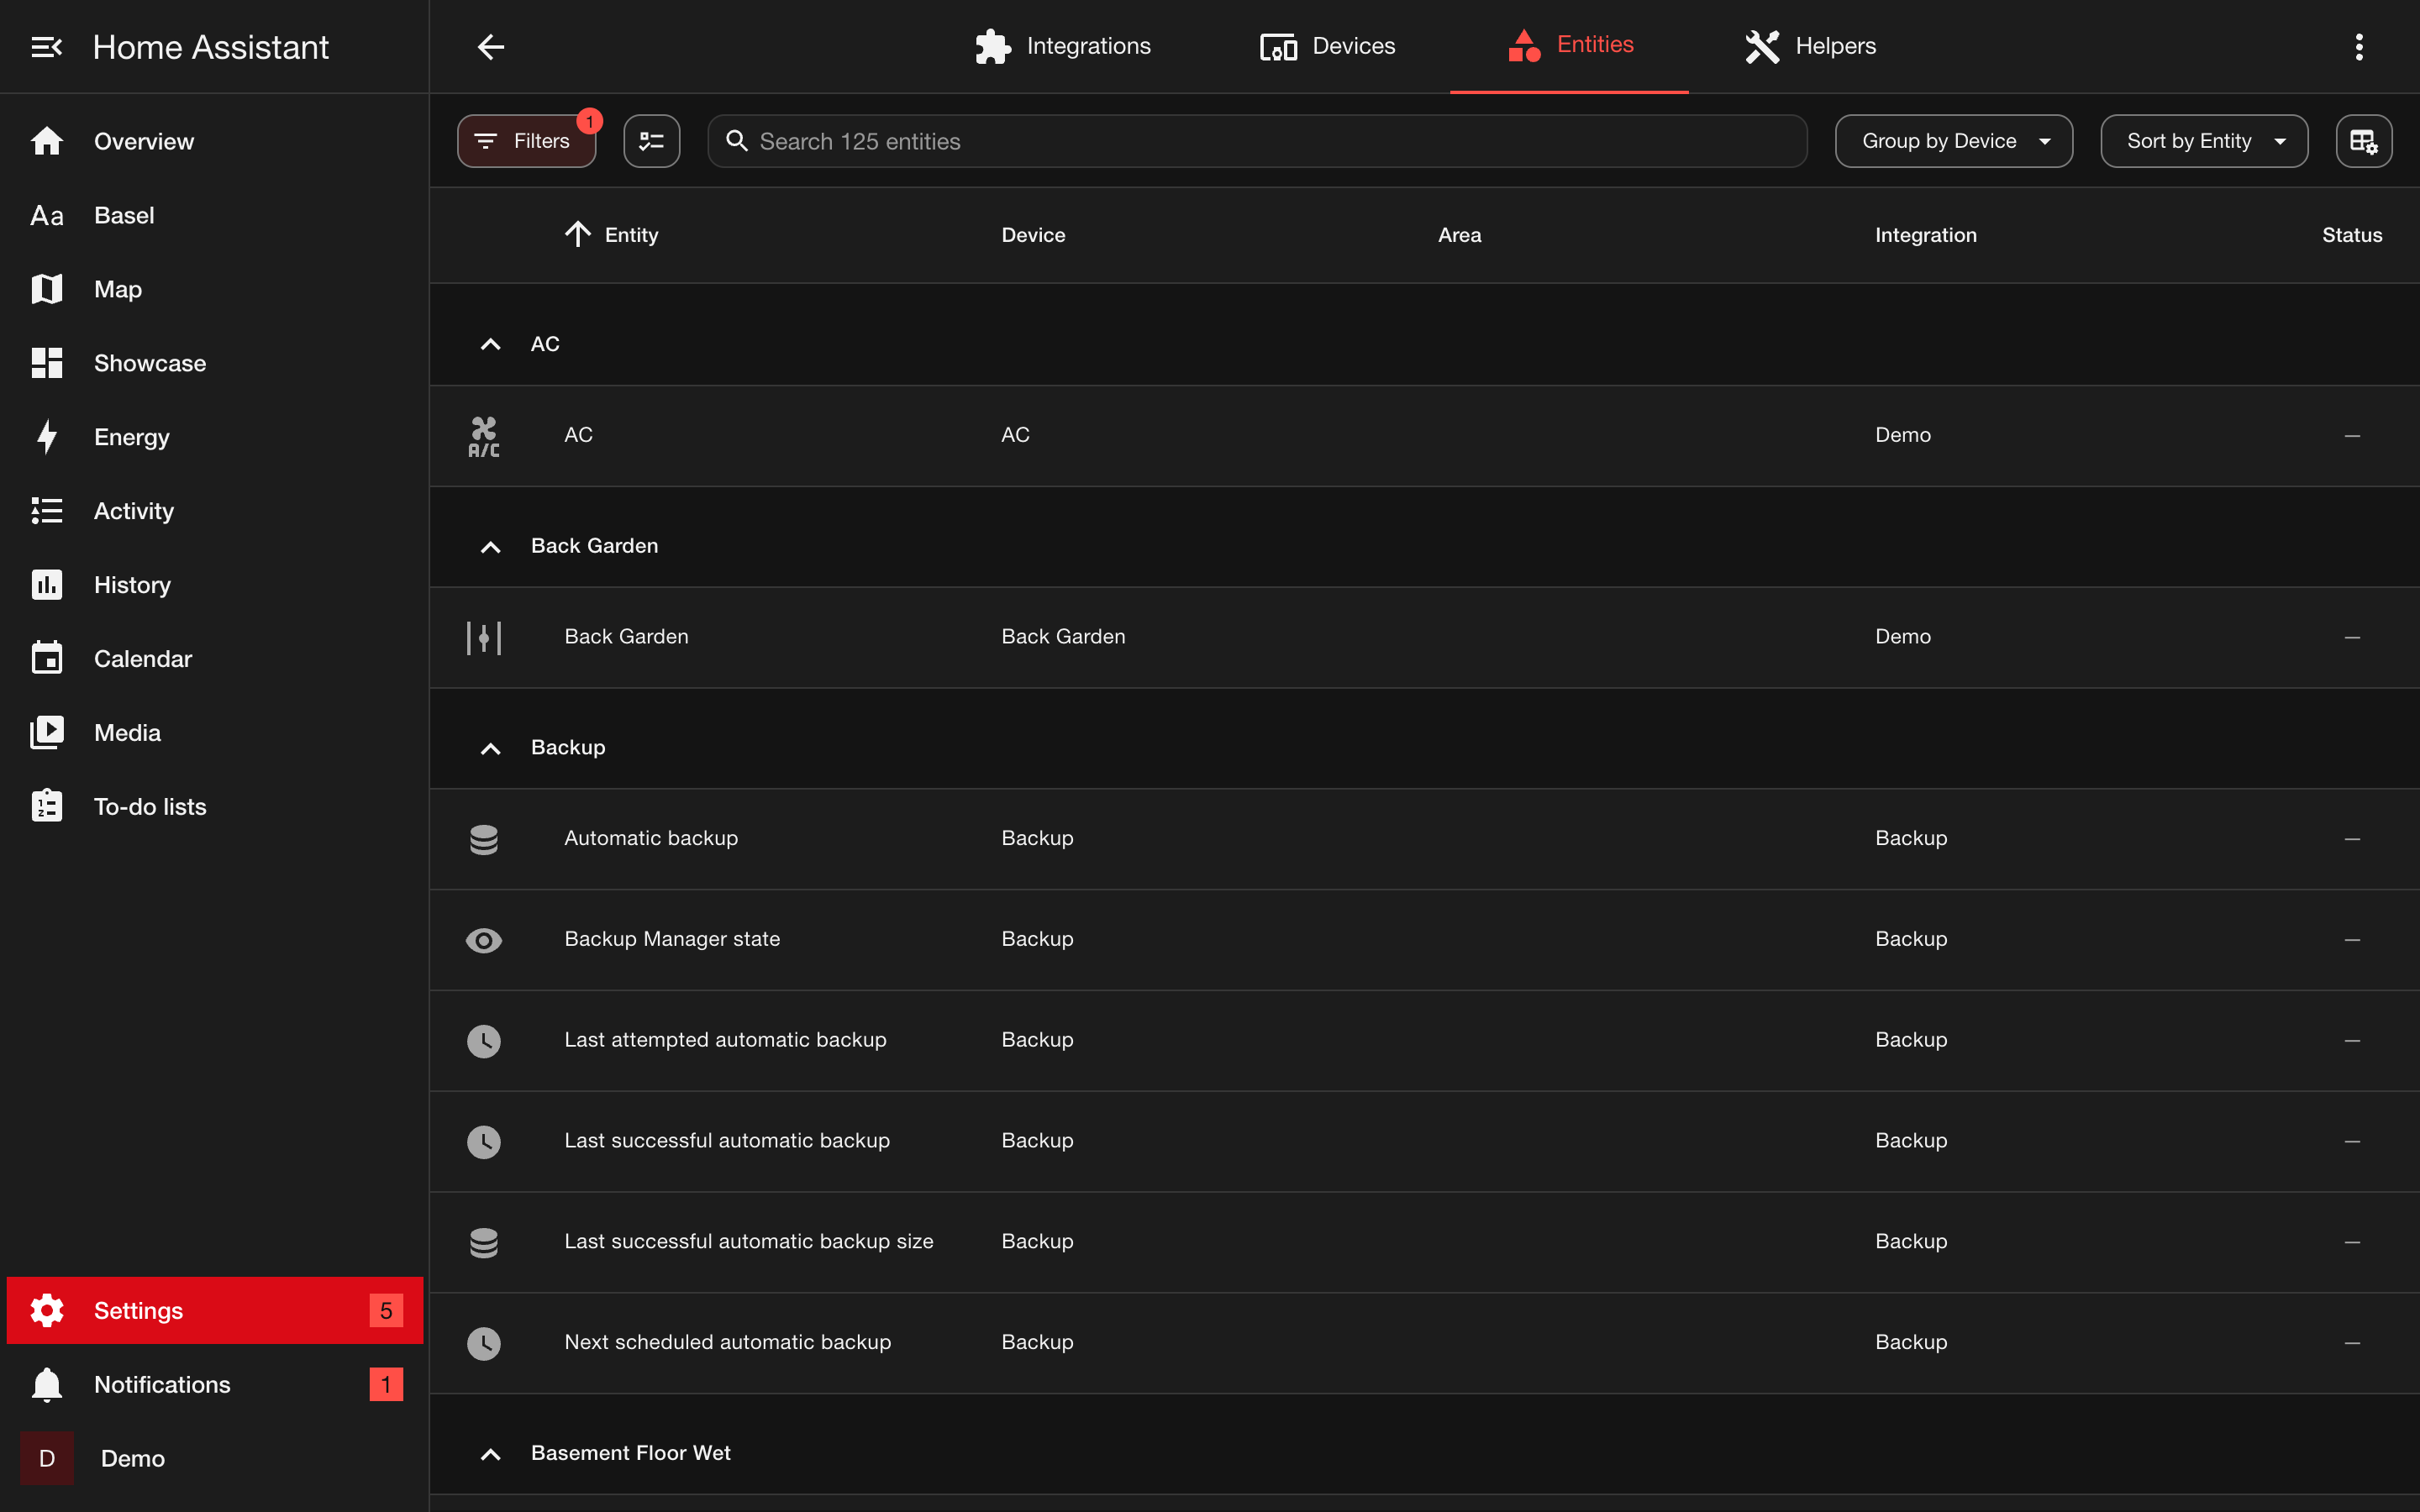 Home Assistant
Integrations
Devices
Entities
Helpers
Overview
Aa Basel
Map
Showcase
Energy
Activity
History
Calendar
Media
To-do lists
Settings 5
Notifications 1
D Demo
Filters 1
Search 125 entities
Group by Device
Sort by Entity
Entity Device Area Integration Status
AC
A/C AC AC Demo —
Back Garden
Back Garden Back Garden Demo —
Backup
Automatic backup Backup Backup —
Backup Manager state Backup Backup —
Last attempted automatic backup Backup Backup —
Last successful automatic backup Backup Backup —
Last successful automatic backup size Backup Backup —
Next scheduled automatic backup Backup Backup —
Basement Floor Wet